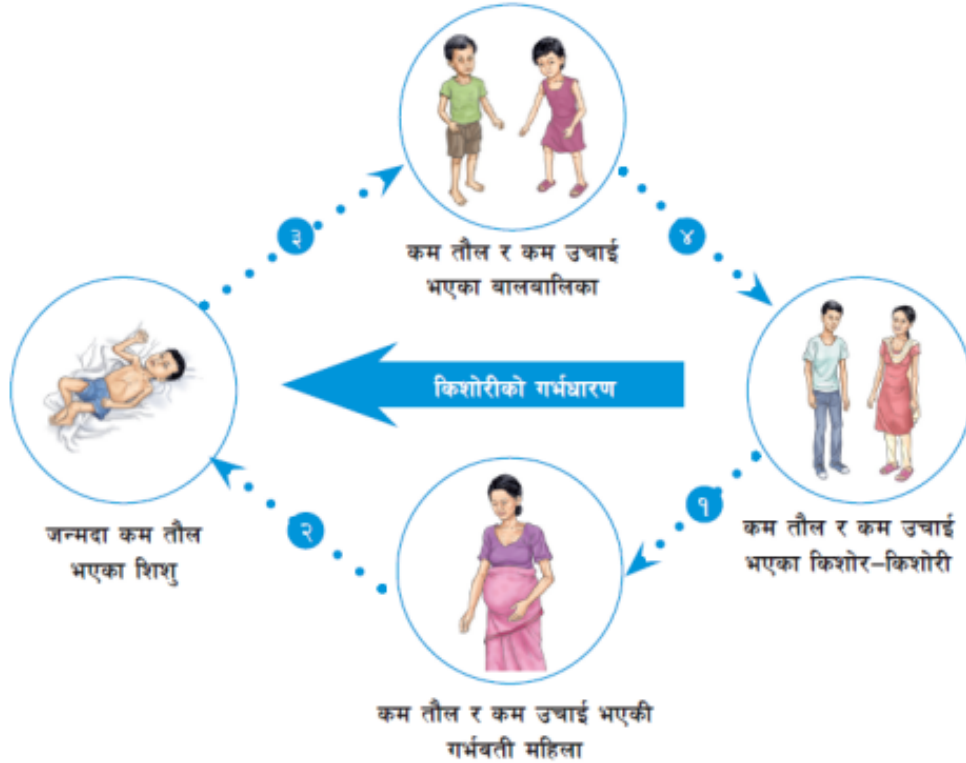 ३
४
कम तौल र कम उचाई
भएका बालबालिका
किशोरीको गर्भधारण
जन्मदा कम तौल
भएका शिशु
२
१
कम तौल र कम उचाई
भएका किशोर–किशोरी
कम तौल र कम उचाई भएकी
गर्भवती महिला